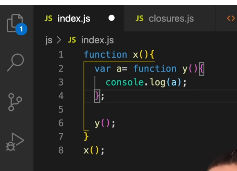 JS index.js ● JS closures.js <>
js > JS index.js
1 function x(){
2 var a= function y(){
3 console.log(a);
4 };
5
6 y();
7 }
8 x();
1